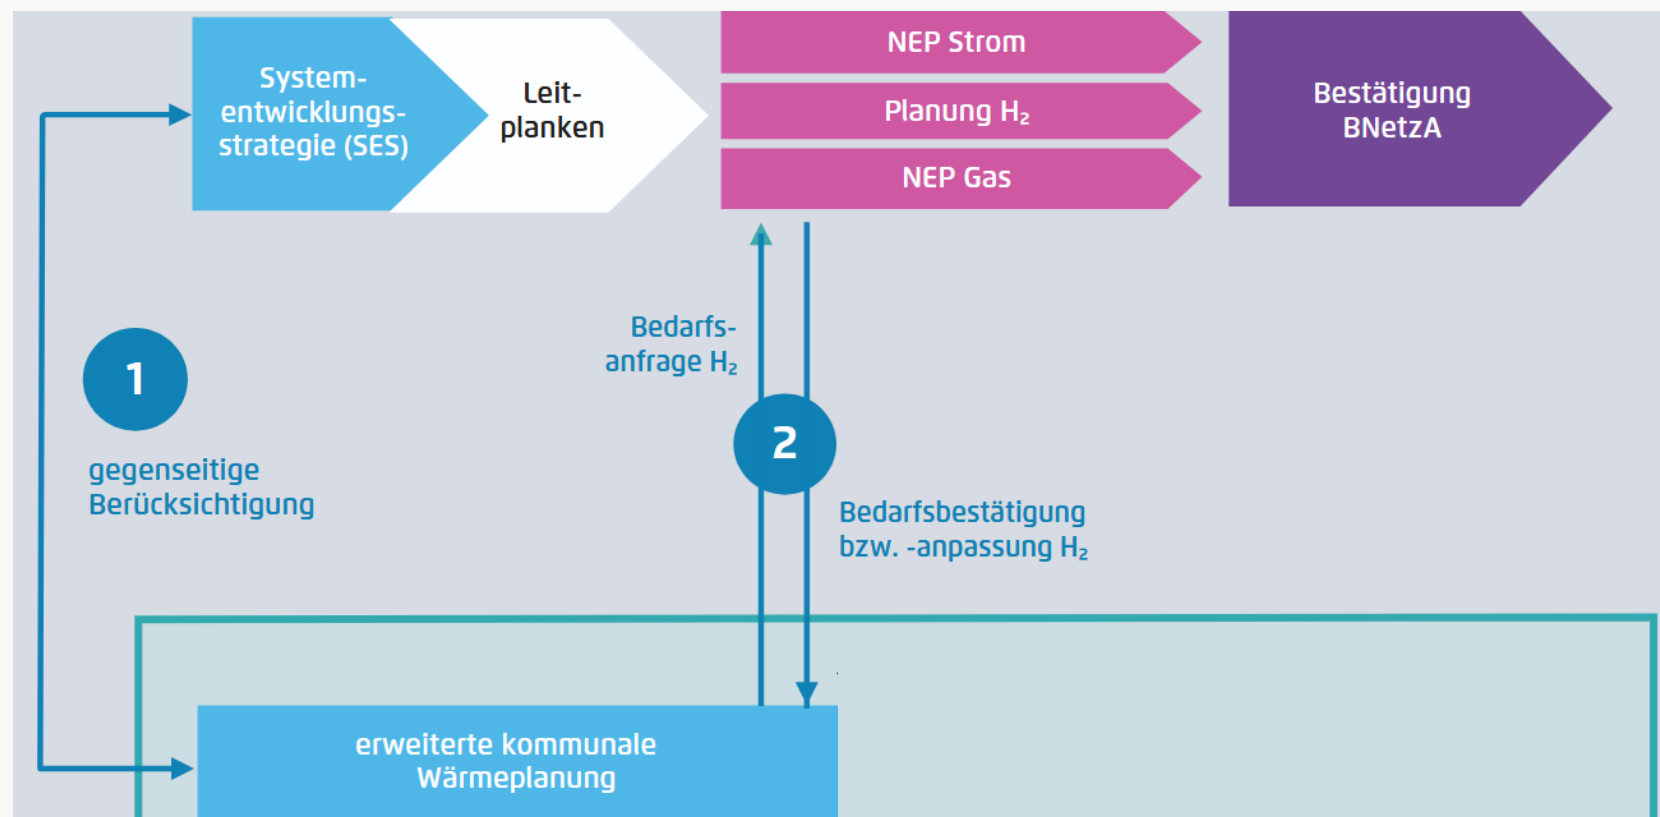 System-
entwicklungs-
strategie (SES)
Leit-
planken
NEP Strom
Planung H₂
NEP Gas
Bestätigung
BNetzA
1
gegenseitige
Berücksichtigung
Bedarfs-
anfrage H₂
2
Bedarfsbestätigung
bzw. -anpassung H₂
erweiterte kommunale
Wärmeplanung